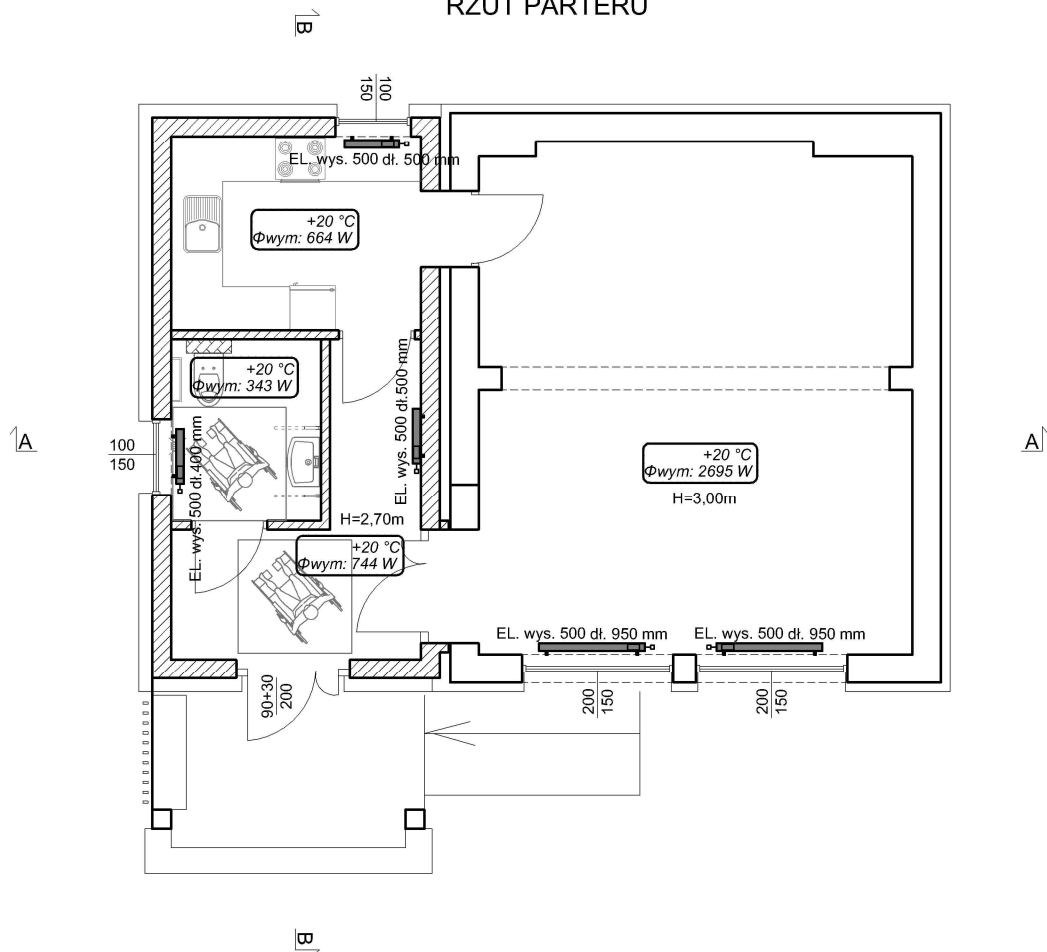 RZUT PARTERU
B
100
150
EL. wys. 500 dł. 500 mm
+20 °C
Φwym: 664 W
+20 °C
Φwym: 343 W
EL. wys. 500 dł.500 mm
A
100
150
EL. wys. 500 dł.400 mm
A
+20 °C
Φwym: 2695 W
H=3,00m
H=2,70m
+20 °C
Φwym: 744 W
EL. wys. 500 dł. 950 mm
EL. wys. 500 dł. 950 mm
90+30
200
200
150
200
150
B